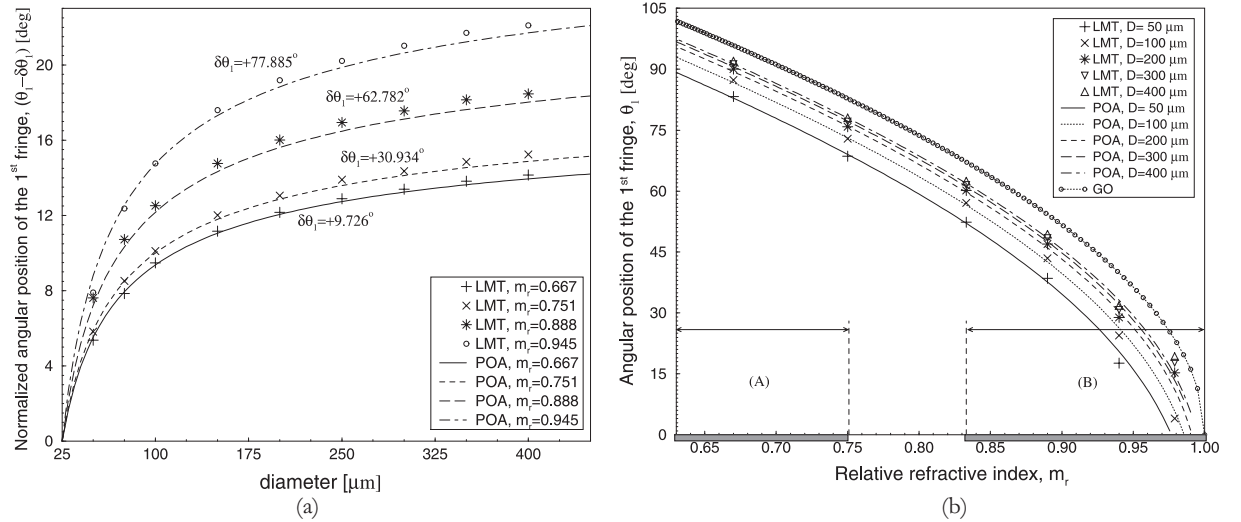 Normalized angular position of the 1st fringe, (θ1-δθ1) [deg]
24
20
16
12
8
4
0
δθ1=+77.885o
δθ1=+62.782o
δθ1=+30.934o
δθ1=+9.726o
LMT, mr=0.667
LMT, mr=0.751
LMT, mr=0.888
LMT, mr=0.945
POA, mr=0.667
POA, mr=0.751
POA, mr=0.888
POA, mr=0.945
25 100 175 250 325 400
diameter [μm]
(a)
Angular position of the 1st fringe, θ1 [deg]
105
90
75
60
45
30
15
0
LMT, D= 50 μm
LMT, D=100 μm
LMT, D=200 μm
LMT, D=300 μm
LMT, D=400 μm
POA, D= 50 μm
POA, D=100 μm
POA, D=200 μm
POA, D=300 μm
POA, D=400 μm
GO
(A)
(B)
0.65 0.70 0.75 0.80 0.85 0.90 0.95 1.00
Relative refractive index, mr
(b)